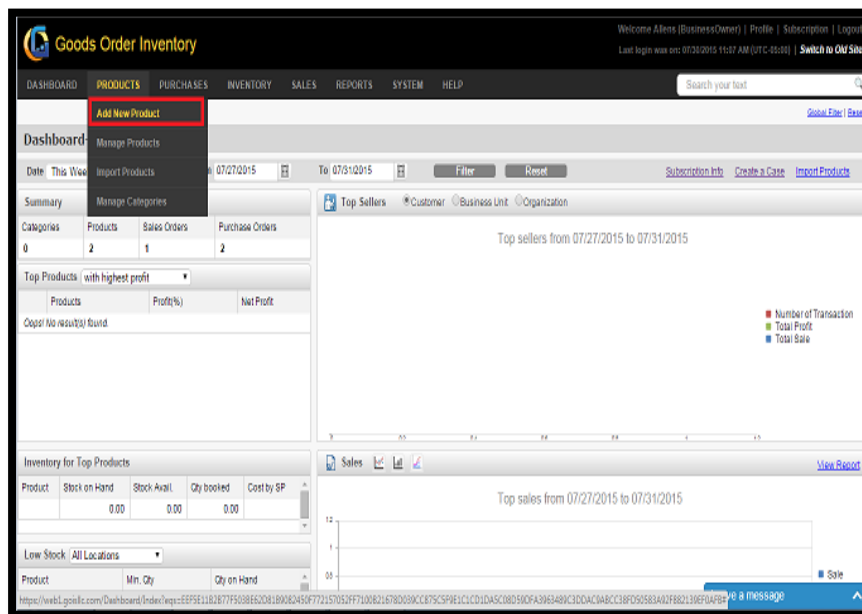 Welcome Allens (BusinessOwner) | Profile | Subscription | Logout
Goods Order Inventory
Last login was on: 07/30/2015 11:07 AM (UTC-05:00) | Switch to Old Site
DASHBOARD PRODUCTS PURCHASES INVENTORY SALES REPORTS SYSTEM HELP
Search your text
Add New Product
Manage Products
Import Products
Manage Categories
Global Filter | Rese
Dashboard-
Date This Wee 07/27/2015 To 07/31/2015 Filter Reset Subscription Info Create a Case Import Products
Summary
Categories Products Sales Orders Purchase Orders
0 2 1 2
Top Sellers Customer Business Unit Organization
Top sellers from 07/27/2015 to 07/31/2015
Number of Transaction
Total Profit
Total Sale
Top Products with highest profit
Products Profit(%) Net Profit
Oops! No result(s) found.
Inventory for Top Products
Product Stock on Hand Stock Avail. Qty booked Cost by SP
0.00 0.00 0.00
Sales View Report
Top sales from 07/27/2015 to 07/31/2015
1.2
1
Sale
Low Stock All Locations
Product Min. Qty Qty on Hand
e a message